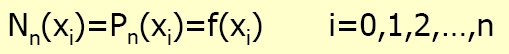 Nₙ(xᵢ)=Pₙ(xᵢ)=f(xᵢ) i=0,1,2,...,n